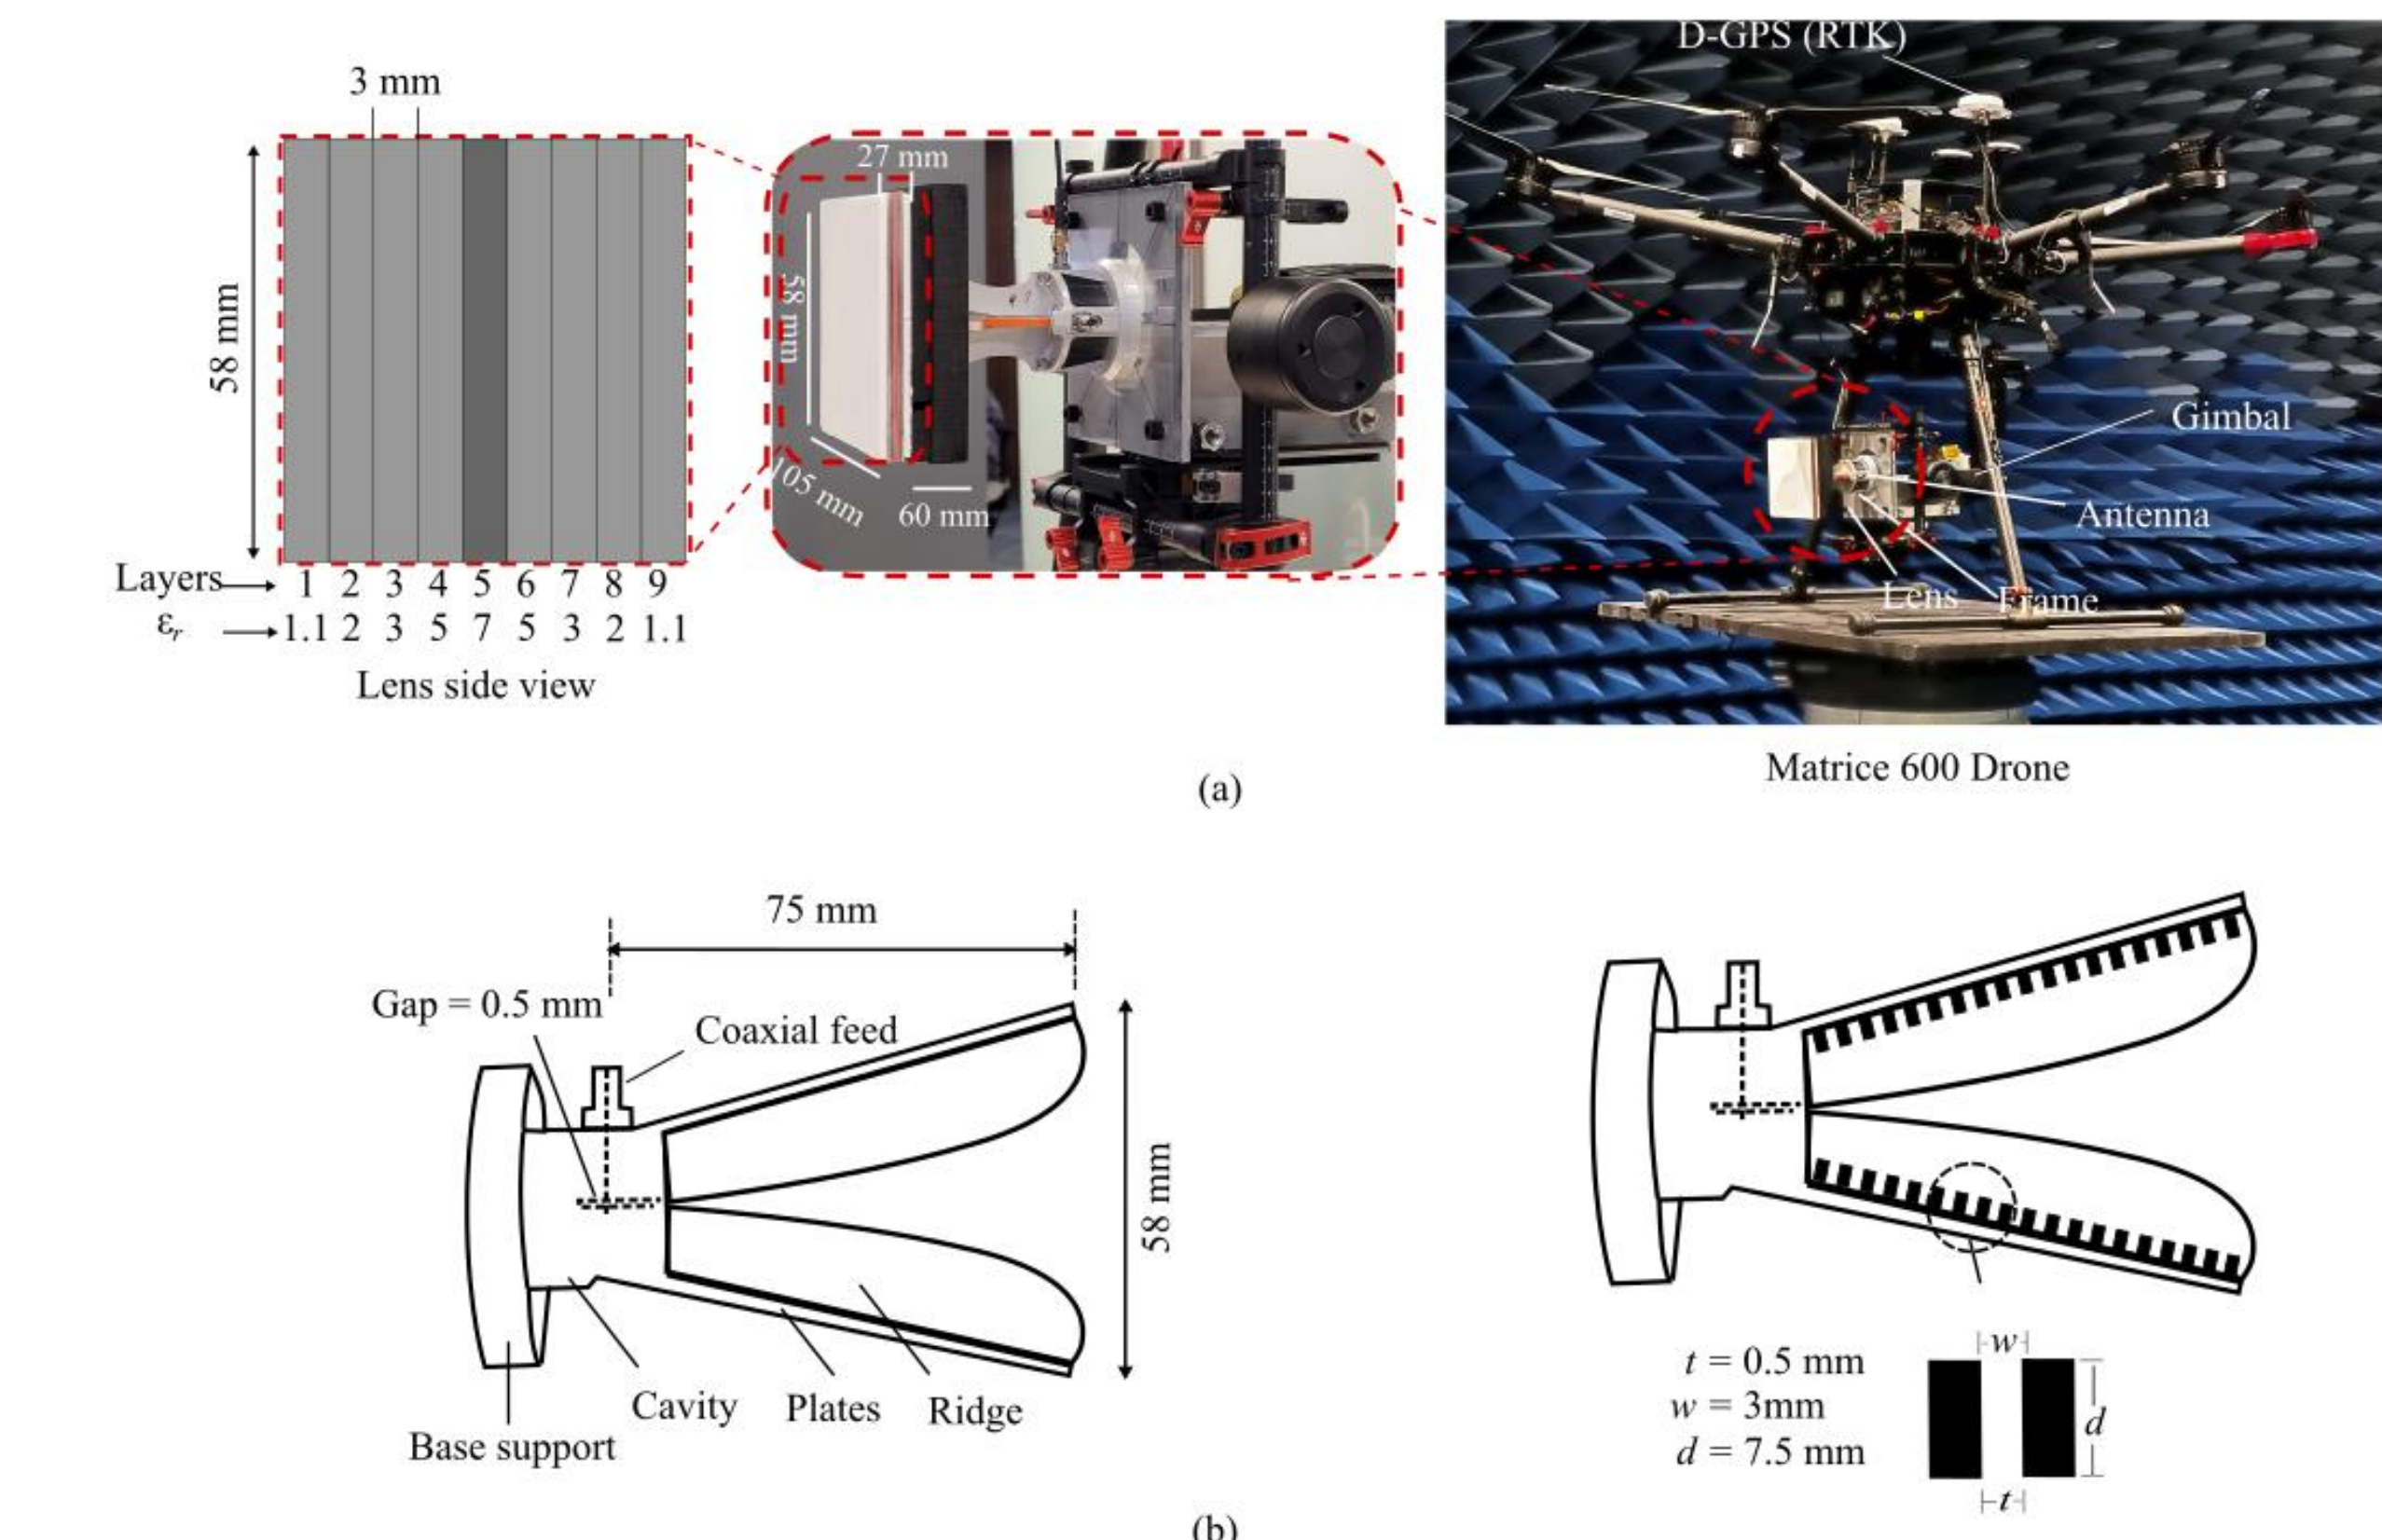 3 mm
58 mm
Layers 1 2 3 4 5 6 7 8 9
εr 1.1 2 3 5 7 5 3 2 1.1
Lens side view
27 mm
58 mm
105 mm
60 mm
D-GPS (RTK)
Gimbal
Antenna
Lens Frame
Matrice 600 Drone
(a)
75 mm
Gap = 0.5 mm
Coaxial feed
58 mm
Cavity Plates Ridge
Base support
w
t = 0.5 mm
w = 3mm
d
d = 7.5 mm
t
(b)